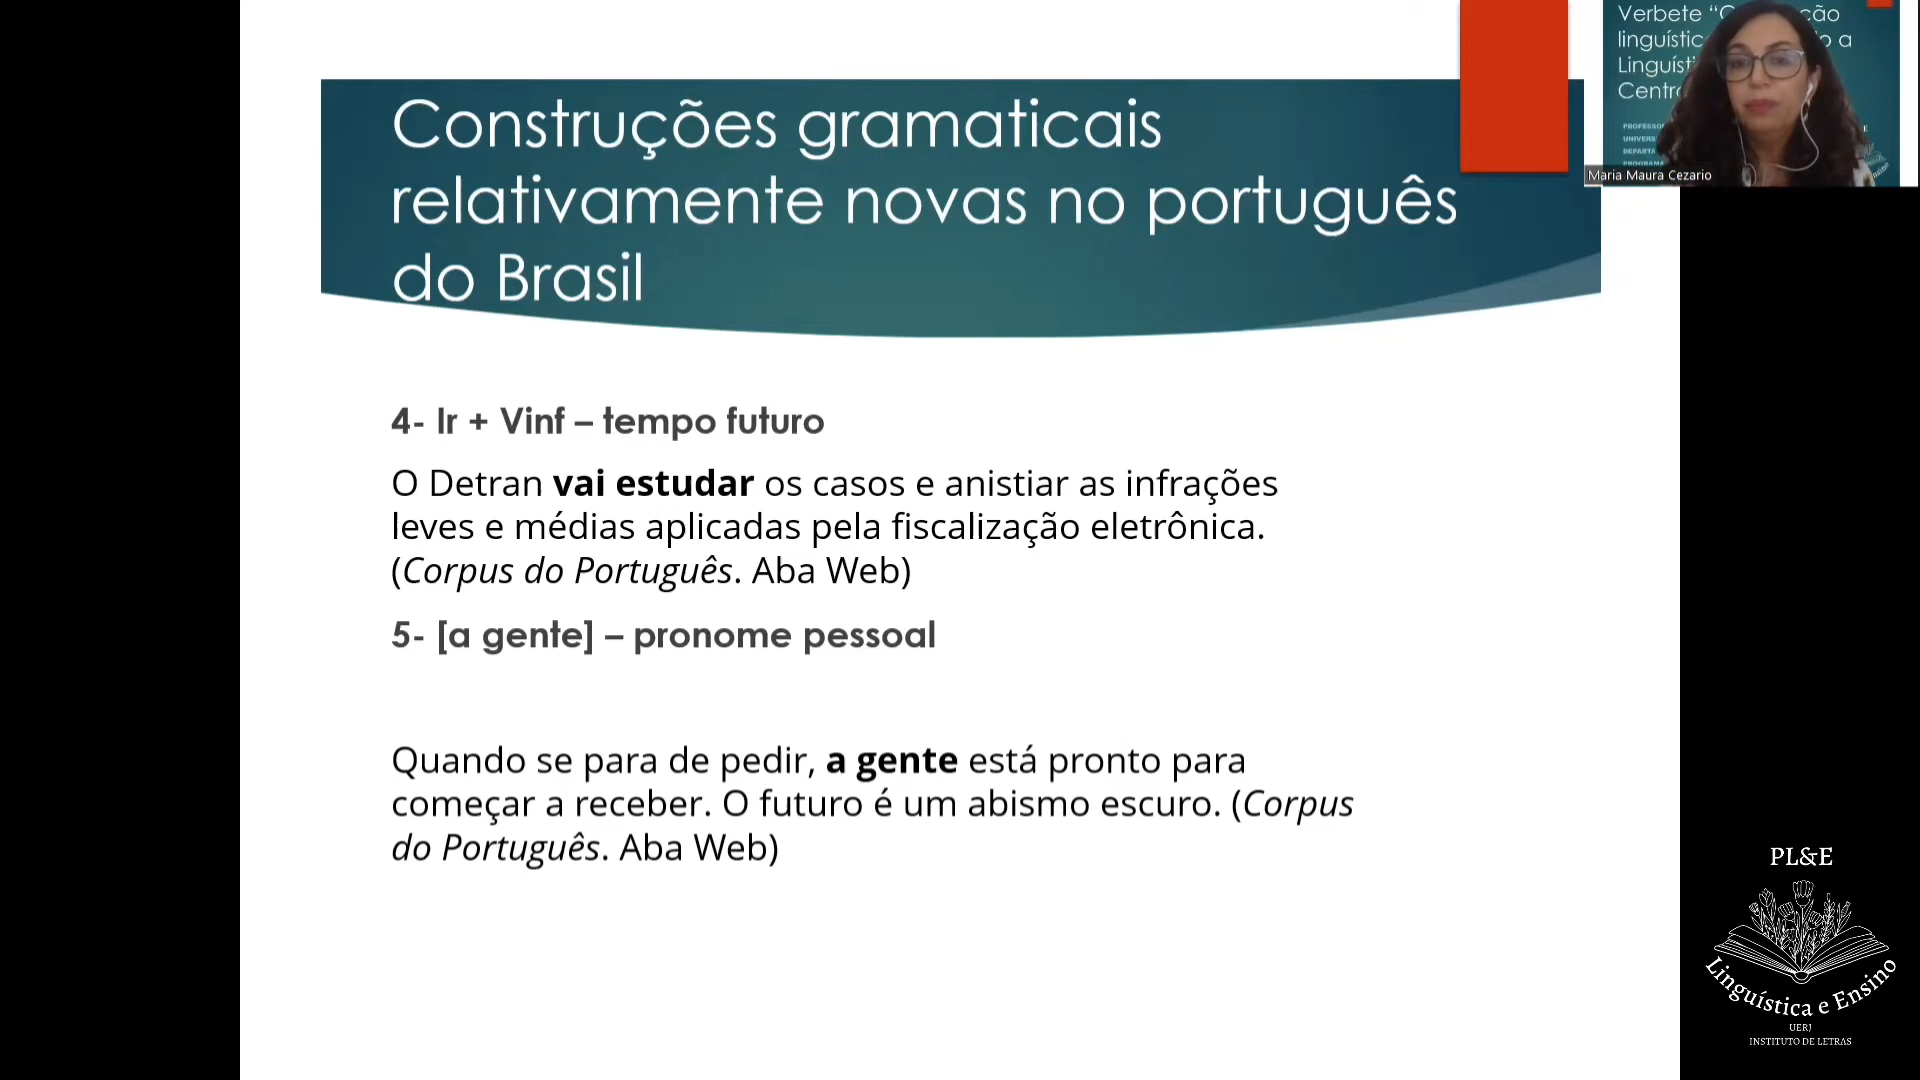 Construções gramaticais
relativamente novas no português
do Brasil
4- Ir + Vinf – tempo futuro
O Detran vai estudar os casos e anistiar as infrações
leves e médias aplicadas pela fiscalização eletrônica.
(Corpus do Português. Aba Web)
5- [a gente] – pronome pessoal
Quando se para de pedir, a gente está pronto para
começar a receber. O futuro é um abismo escuro. (Corpus
do Português. Aba Web)
Verbete
a
Maria Maura Cezario
PL&E
Linguística e Ensino
UERJ
INSTITUTO DE LETRAS